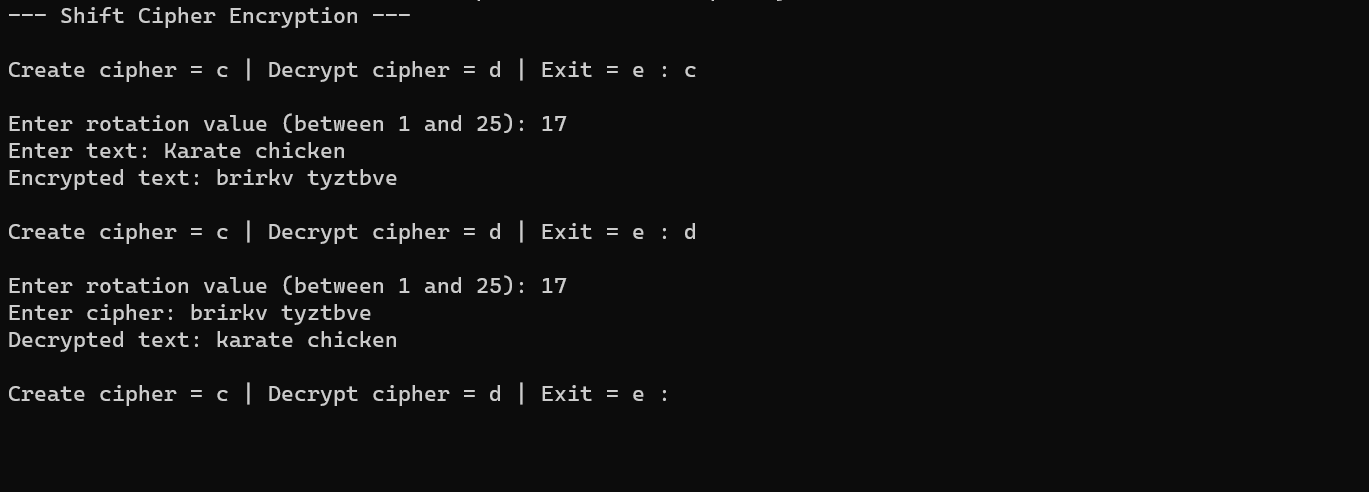 --- Shift Cipher Encryption ---
Create cipher = c | Decrypt cipher = d | Exit = e : c
Enter rotation value (between 1 and 25): 17
Enter text: Karate chicken
Encrypted text: brirkv tyztbve
Create cipher = c | Decrypt cipher = d | Exit = e : d
Enter rotation value (between 1 and 25): 17
Enter cipher: brirkv tyztbve
Decrypted text: karate chicken
Create cipher = c | Decrypt cipher = d | Exit = e :